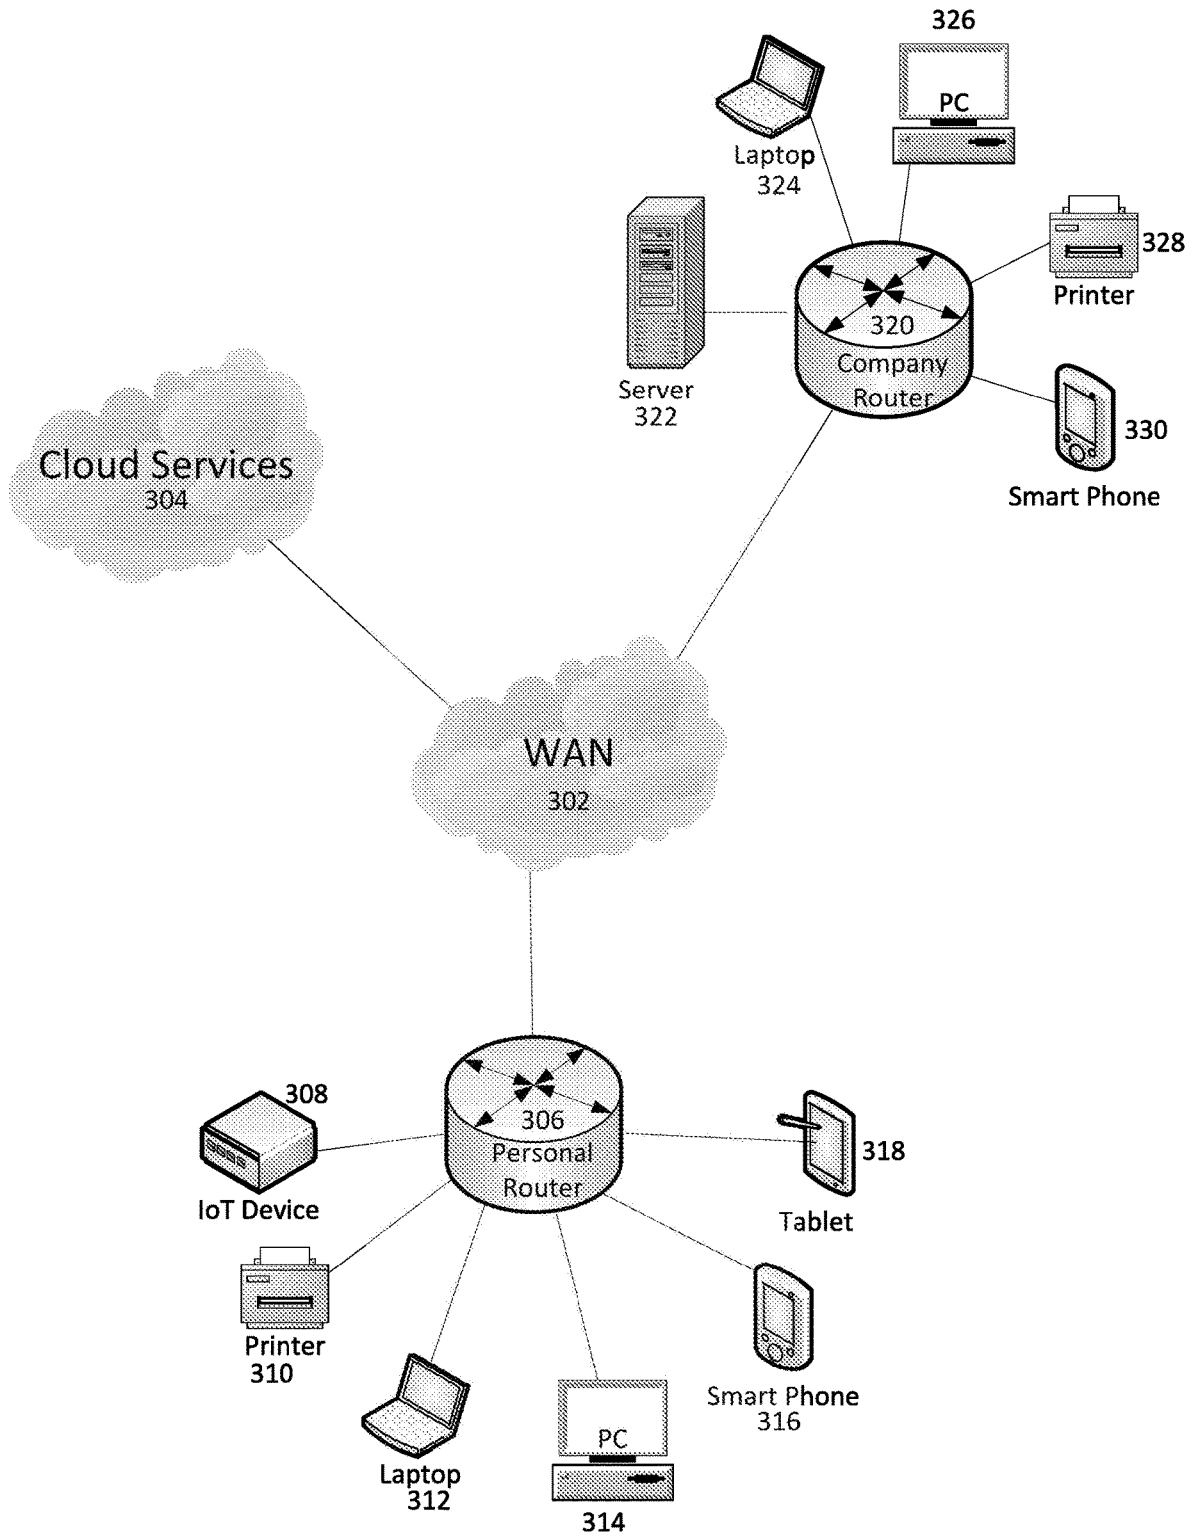 326
PC
Laptop
324
328
Printer
320
Company
Router
Server
322
330
Smart Phone
Cloud Services
304
WAN
302
308
IoT Device
306
Personal
Router
318
Tablet
Printer
310
Smart Phone
316
Laptop
312
PC
314